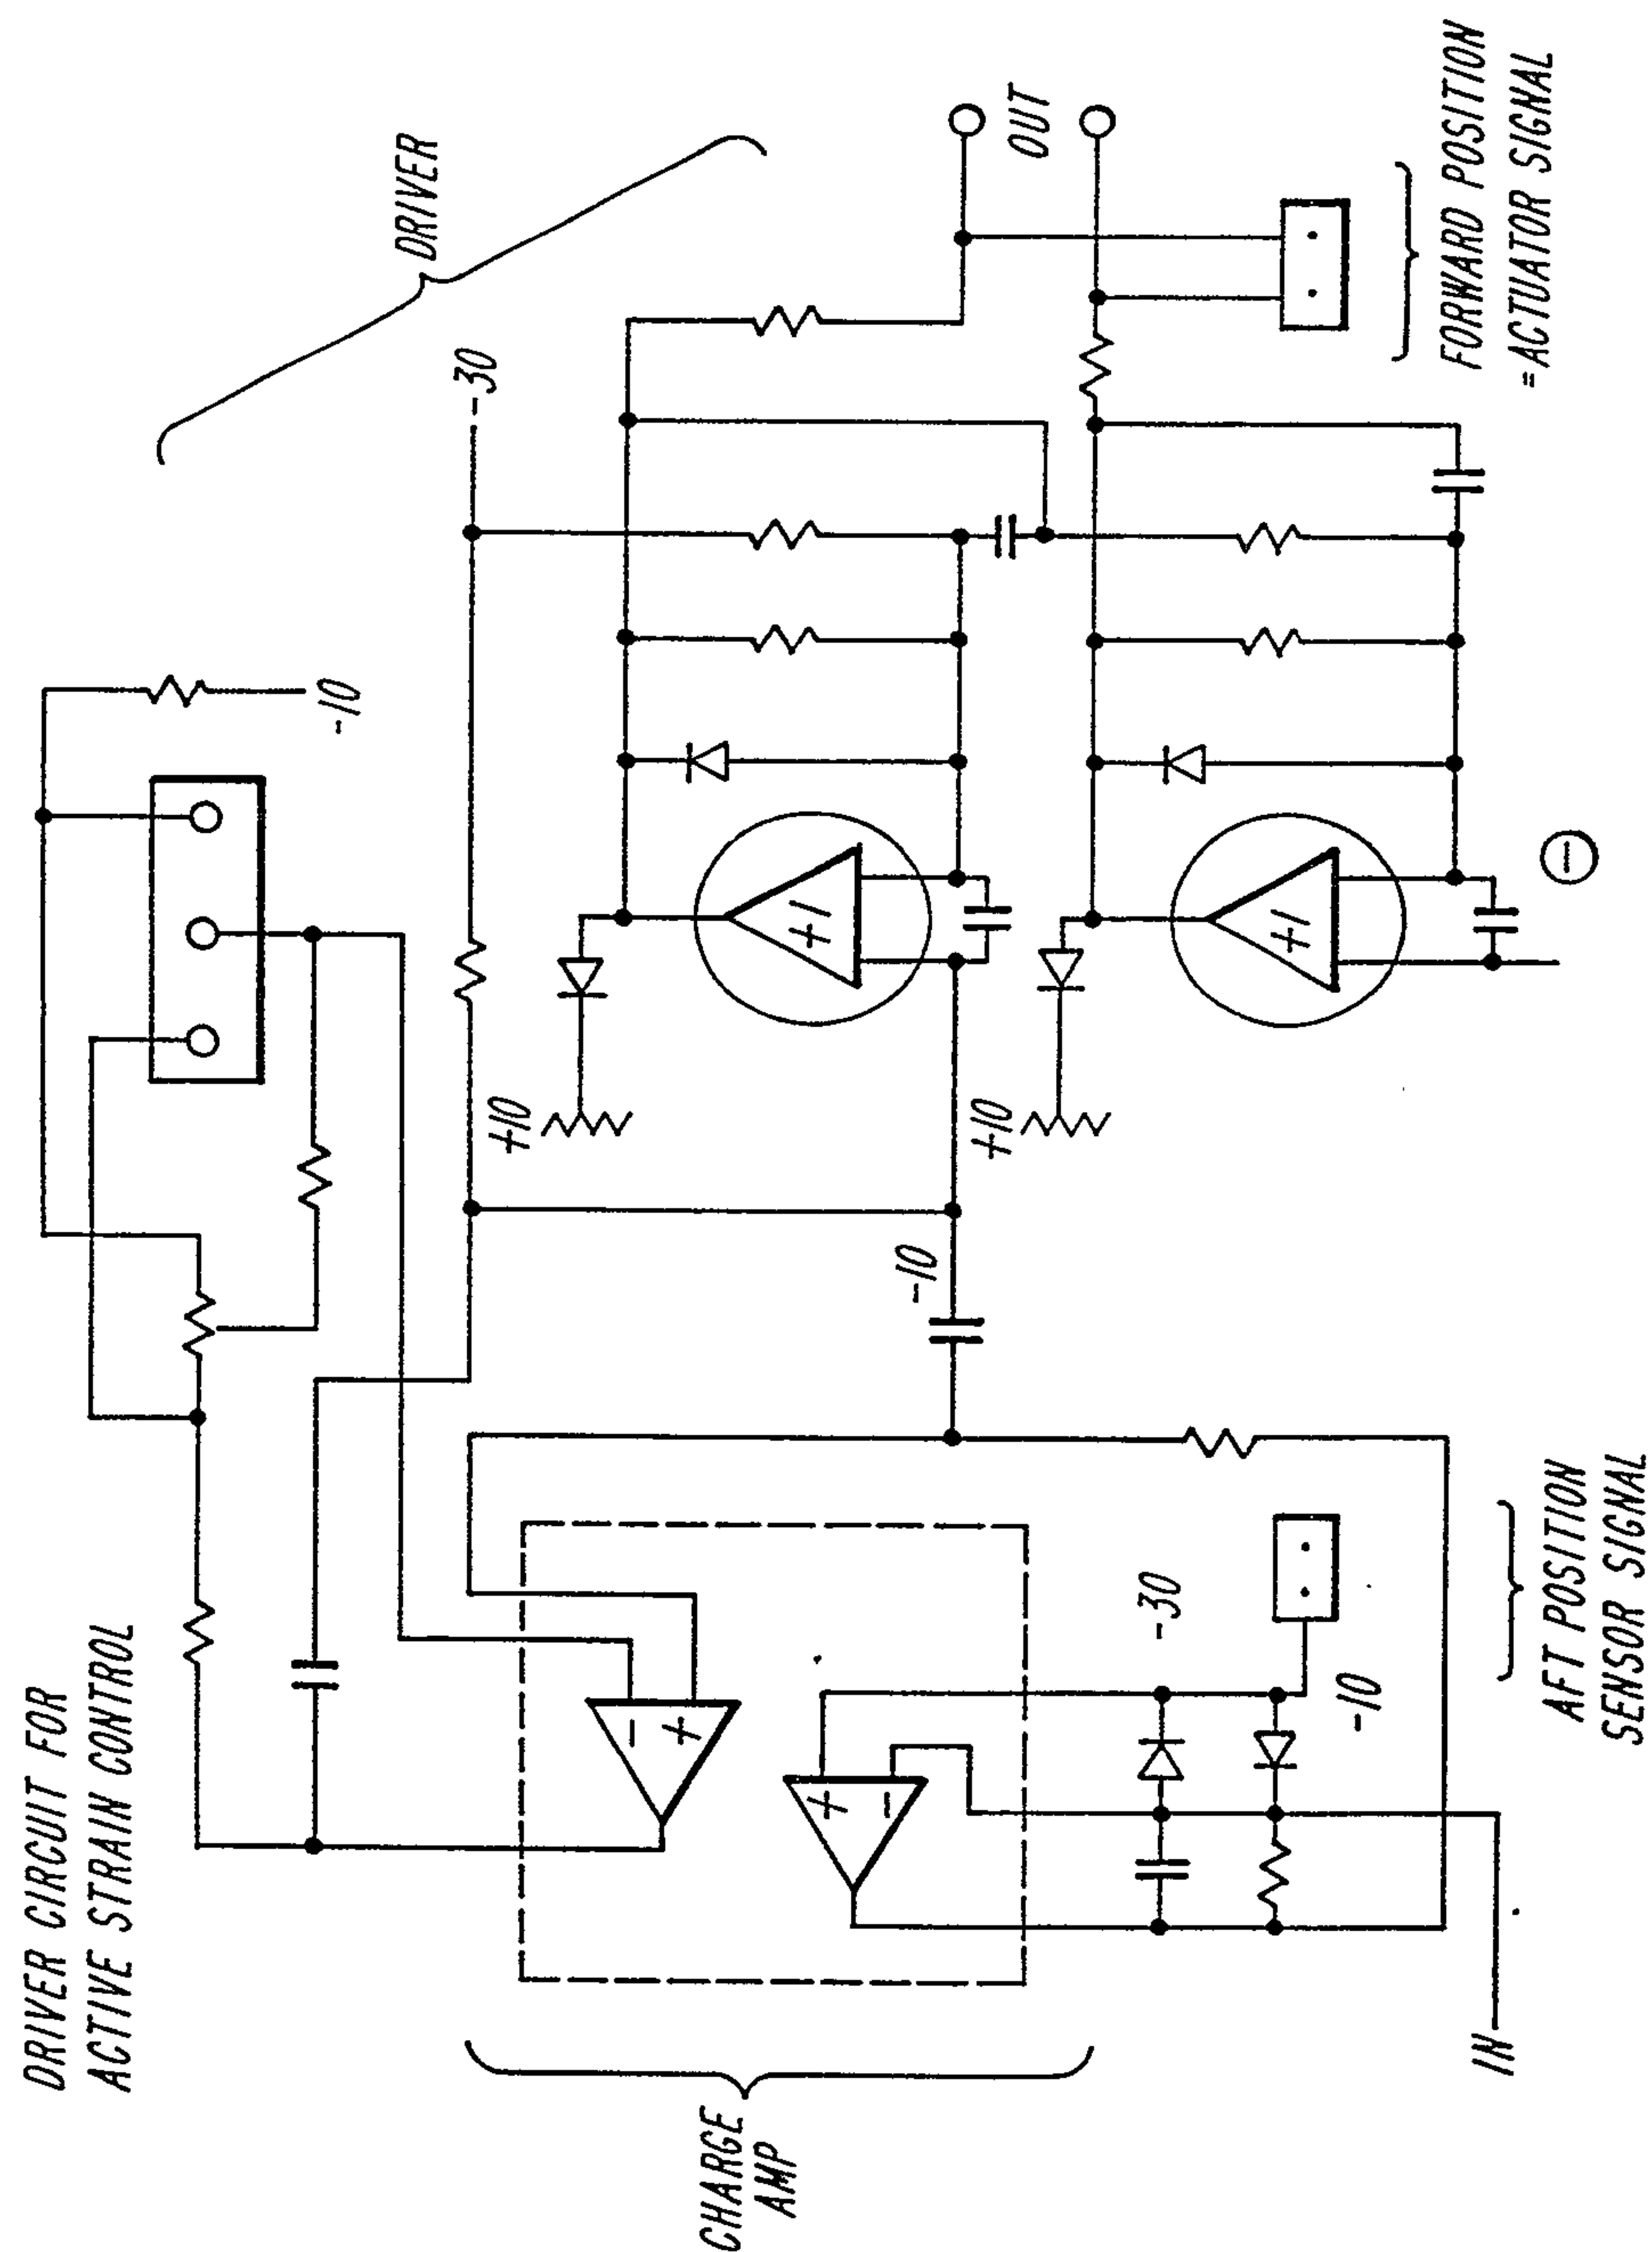 DRIVER CIRCUIT FOR
ACTIVE STRAIN CONTROL
DRIVER
-10
-30
+10
+1
+10
+1
-10
OUT
CHARGE
AMP
-
+
+
-
-30
-10
-
IN
AFT POSITION
SENSOR SIGNAL
FORWARD POSITION
=ACTUATOR SIGNAL